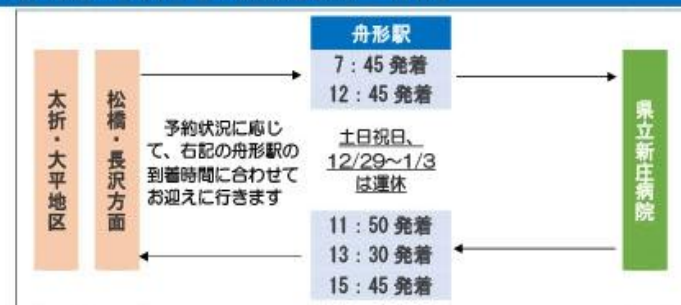 太折・大平地区
松橋・長沢方面
予約状況に応じ
て、右記の舟形駅の
到着時間に合わせて
お迎えに行きます
舟形駅
7：45 発着
12：45 発着
土日祝日、
12/29～1/3
は運休
11：50 発着
13：30 発着
15：45 発着
県立新庄病院